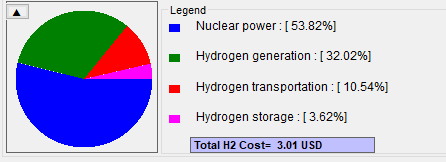 Legend
Nuclear power : [ 53.82%]
Hydrogen generation : [ 32.02%]
Hydrogen transportation : [ 10.54%]
Hydrogen storage : [ 3.62%]
Total H2 Cost= 3.01 USD